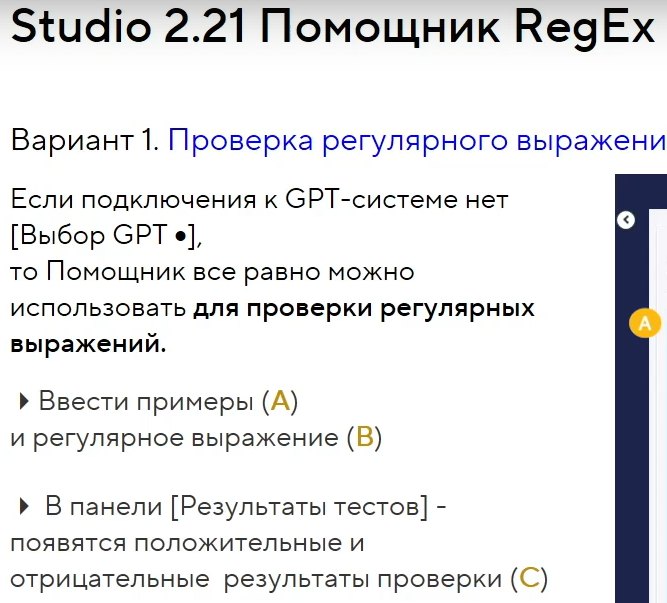 Studio 2.21 Помощник RegEx
Вариант 1. Проверка регулярного выражени
Если подключения к GPT-системе нет
[Выбор GPT •],
то Помощник все равно можно
использовать для проверки регулярных
выражений.
A
Ввести примеры (A)
и регулярное выражение (B)
В панели [Результаты тестов] -
появятся положительные и
отрицательные результаты проверки (C)